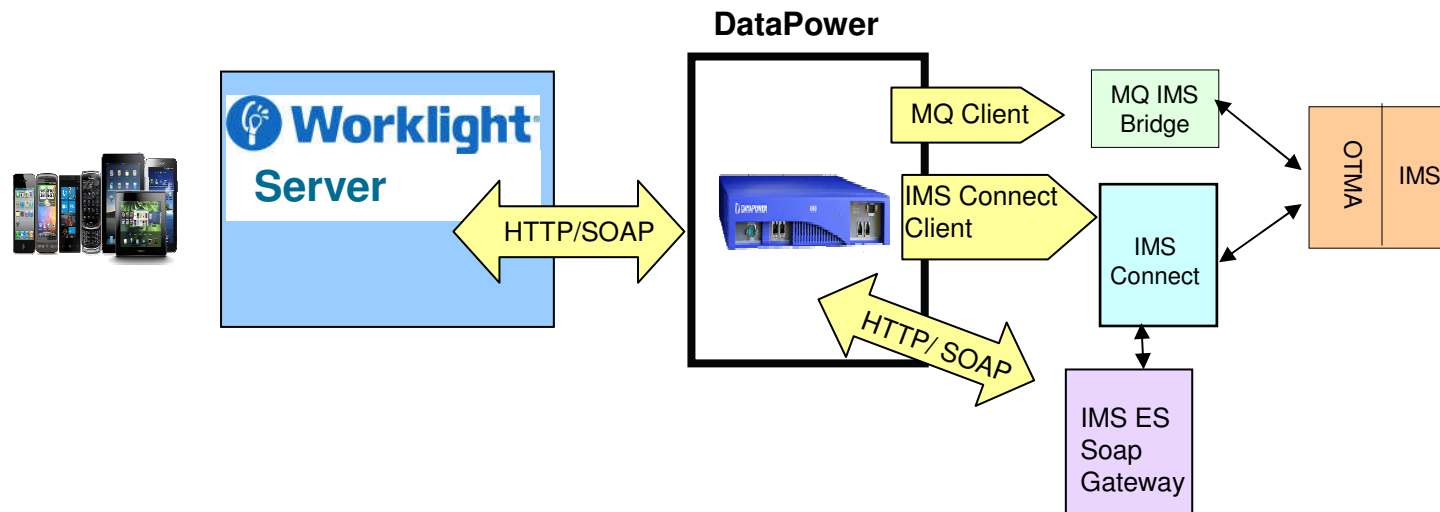 DataPower
Worklight
Server
HTTP/SOAP
MQ Client
IMS Connect
Client
DATAPOWER
HTTP/ SOAP
MQ IMS
Bridge
IMS
Connect
IMS ES
Soap
Gateway
OTMA
IMS